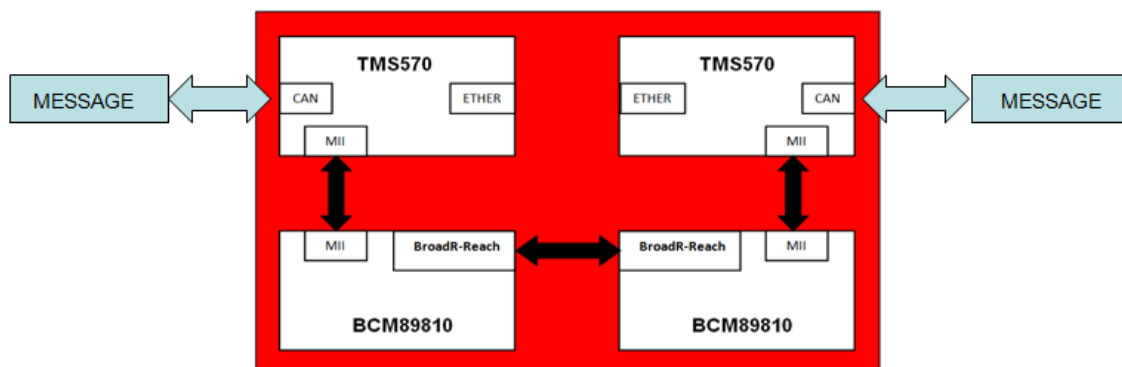 TMS570
TMS570
MESSAGE
CAN
ETHER
ETHER
CAN
MESSAGE
MII
MII
MII
BroadR-Reach
BroadR-Reach
MII
BCM89810
BCM89810